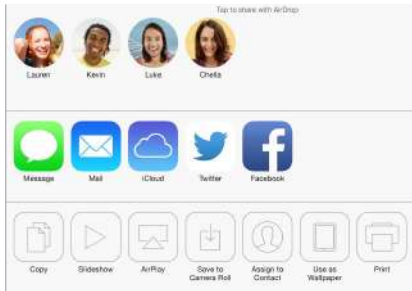 Tap to share with AirDrop
Lauren Kevin Luke Chella
Message Mail iCloud Twitter Facebook
Copy Slideshow AirPlay Save to Camera Roll Assign to Contact Use as Wallpaper Print